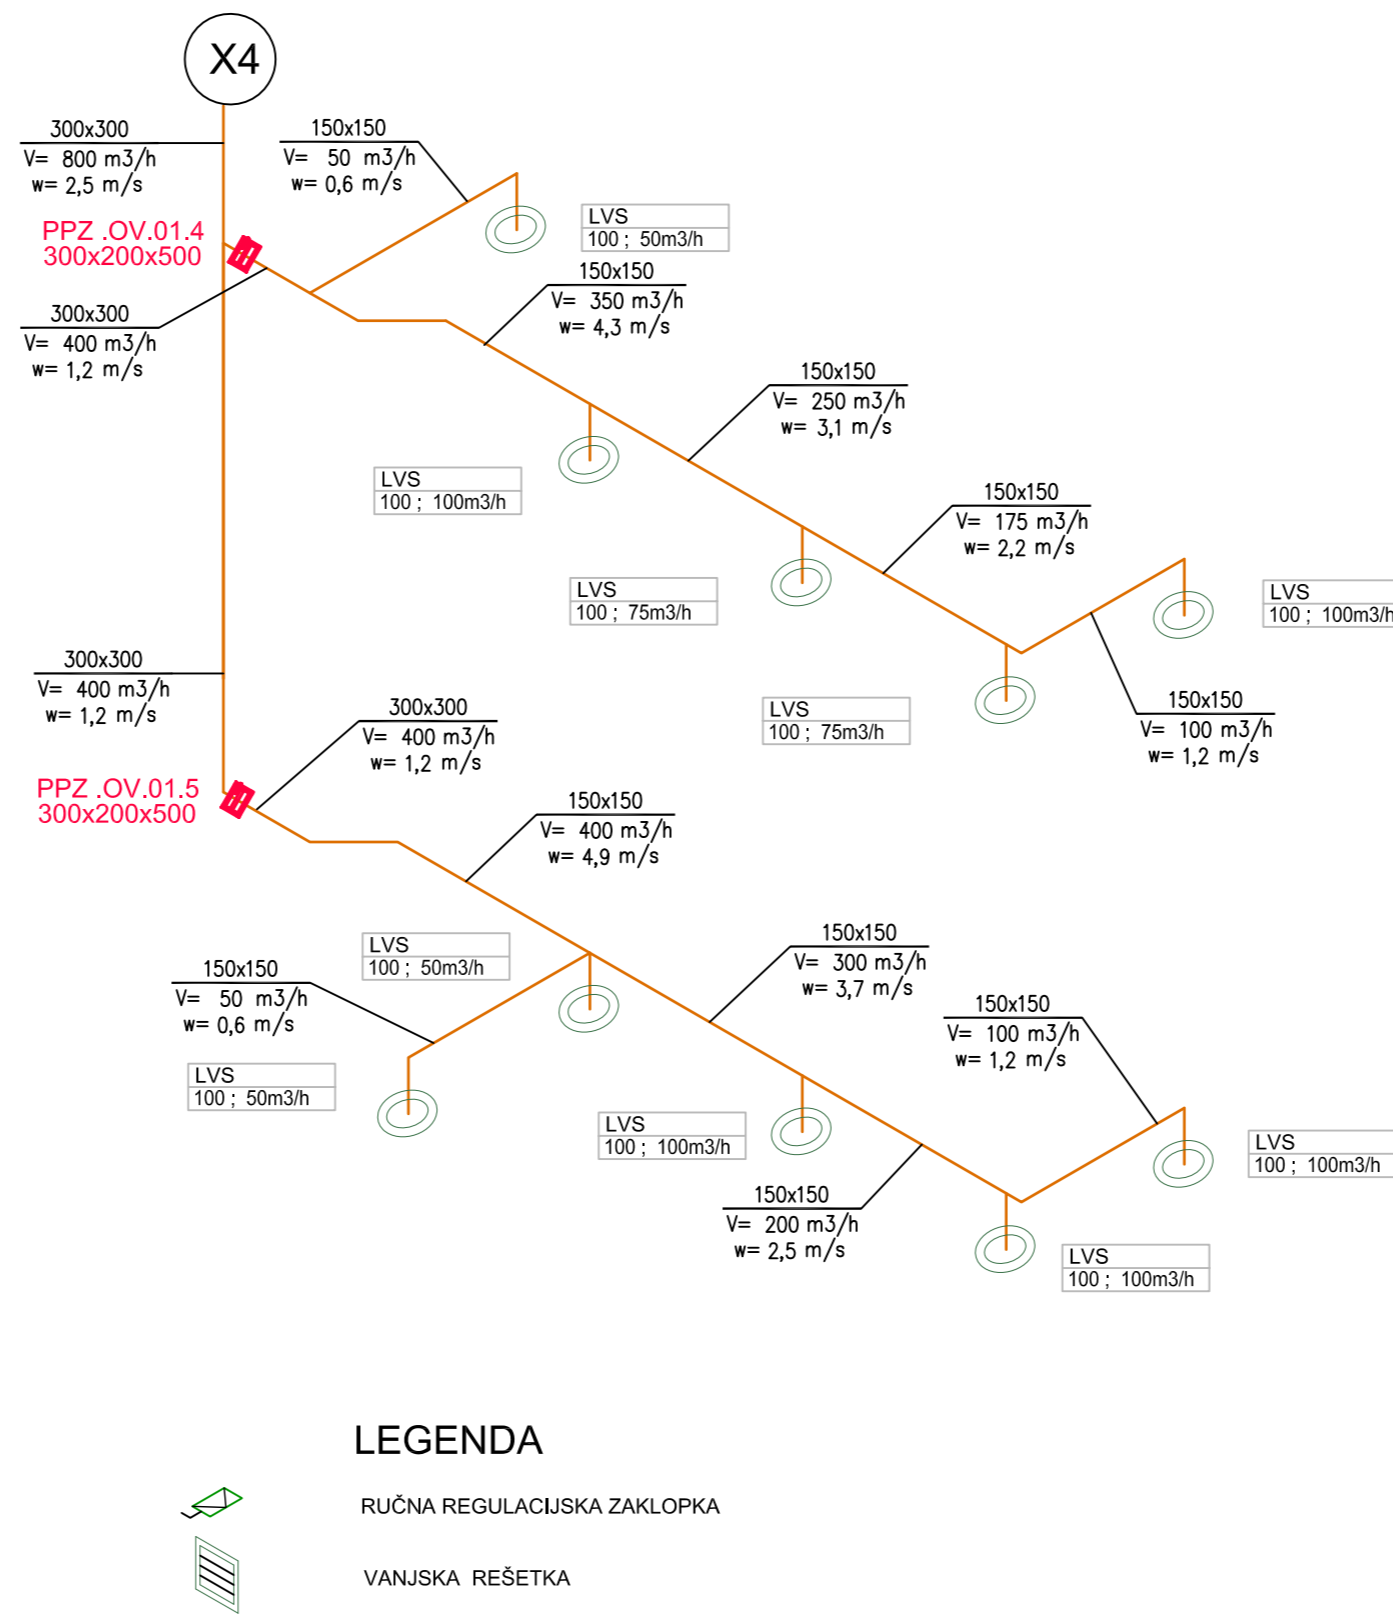 X4
300x300
V= 800 m3/h
w= 2,5 m/s
150x150
V= 50 m3/h
w= 0,6 m/s
PPZ .OV.01.4
300x200x500
LVS
100 ; 50m3/h
300x300
V= 400 m3/h
w= 1,2 m/s
150x150
V= 350 m3/h
w= 4,3 m/s
150x150
V= 250 m3/h
w= 3,1 m/s
LVS
100 ; 100m3/h
150x150
V= 175 m3/h
w= 2,2 m/s
LVS
100 ; 75m3/h
LVS
100 ; 100m3/h
300x300
V= 400 m3/h
w= 1,2 m/s
LVS
100 ; 75m3/h
150x150
V= 100 m3/h
w= 1,2 m/s
300x300
V= 400 m3/h
w= 1,2 m/s
PPZ .OV.01.5
300x200x500
150x150
V= 400 m3/h
w= 4,9 m/s
LVS
100 ; 50m3/h
150x150
V= 300 m3/h
w= 3,7 m/s
150x150
V= 50 m3/h
w= 0,6 m/s
150x150
V= 100 m3/h
w= 1,2 m/s
LVS
100 ; 50m3/h
LVS
100 ; 100m3/h
LVS
100 ; 100m3/h
150x150
V= 200 m3/h
w= 2,5 m/s
LVS
100 ; 100m3/h
LEGENDA
RUČNA REGULACIJSKA ZAKLOPKA
VANJSKA REŠETKA